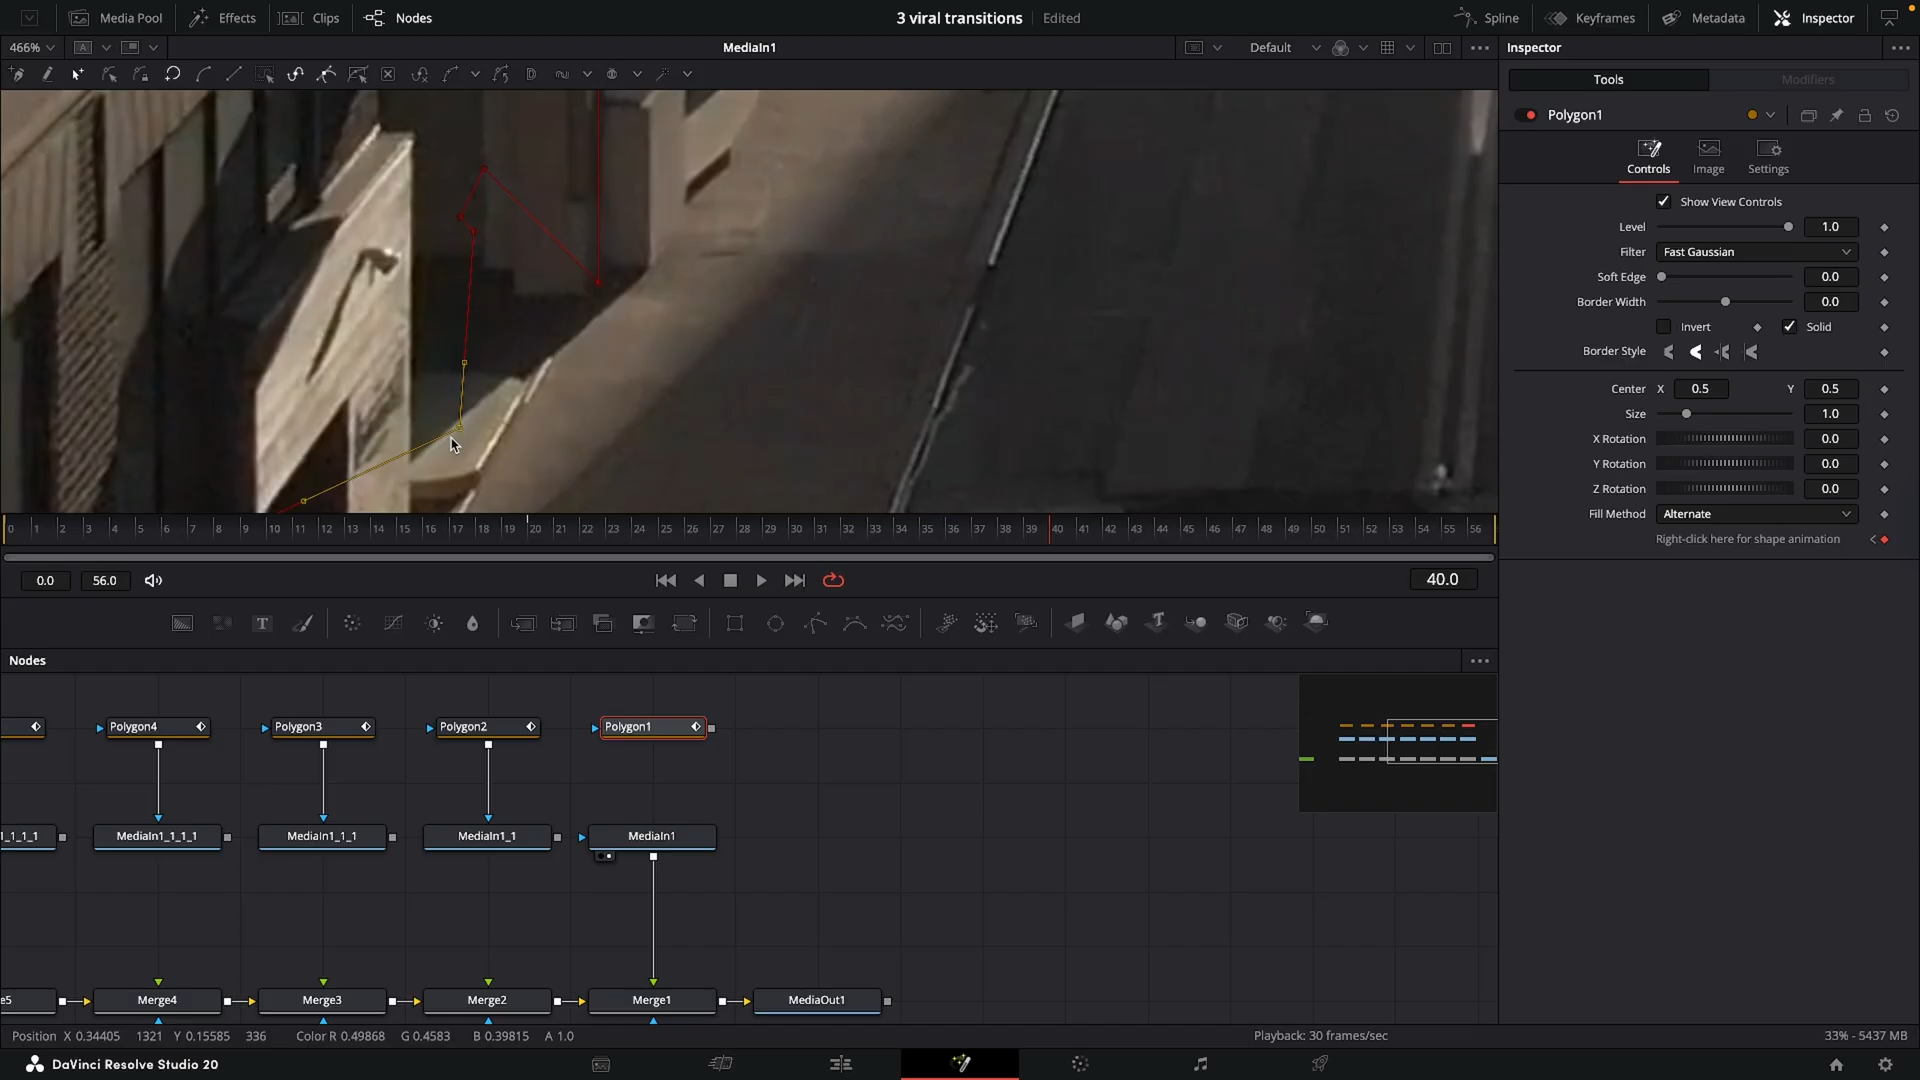 Media Pool
Effects
Clips
Nodes
3 viral transitions
Edited
Spline
Keyframes
Metadata
Inspector
466%
A
MediaIn1
Default
Inspector
Tools
Modifiers
Polygon1
Controls
Image
Settings
Show View Controls
Level
1.0
Filter
Fast Gaussian
Soft Edge
0.0
Border Width
0.0
Invert
Solid
Border Style
Center
X
0.5
Y
0.5
Size
1.0
X Rotation
0.0
Y Rotation
0.0
Z Rotation
0.0
Fill Method
Alternate
Right-click here for shape animation
0 1 2 3 4 5 6 7 8 9 10 11 12 13 14 15 16 17 18 19 20 21 22 23 24 25 26 27 28 29 30 31 32 33 34 35 36 37 38 39 40 41 42 43 44 45 46 47 48 49 50 51 52 53 54 55 56
0.0
56.0
40.0
Nodes
Polygon4
Polygon3
Polygon2
Polygon1
1_1_1_1
MediaIn1_1_1_1
MediaIn1_1_1
MediaIn1_1
MediaIn1
e5
Merge4
Merge3
Merge2
Merge1
MediaOut1
Position X 0.34405 1321 Y 0.15585 336 Color R 0.49868 G 0.4583 B 0.39815 A 1.0
Playback: 30 frames/sec
33% - 5437 MB
DaVinci Resolve Studio 20